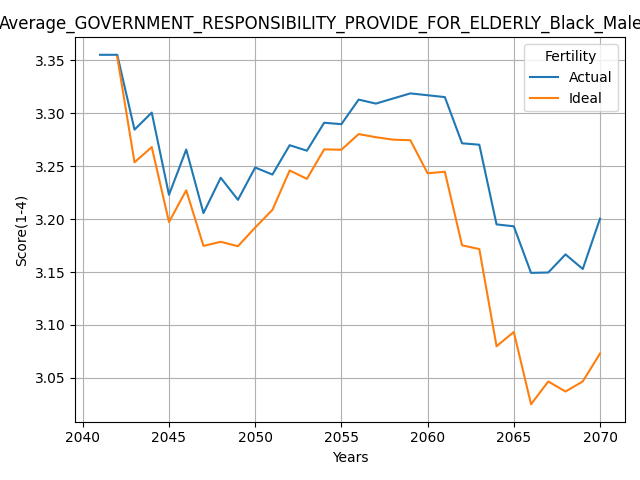 Average_GOVERNMENT_RESPONSIBILITY_PROVIDE_FOR_ELDERLY_Black_Male
Fertility
Actual
Ideal
Score(1-4)
3.35
3.30
3.25
3.20
3.15
3.10
3.05
2040 2045 2050 2055 2060 2065 2070
Years